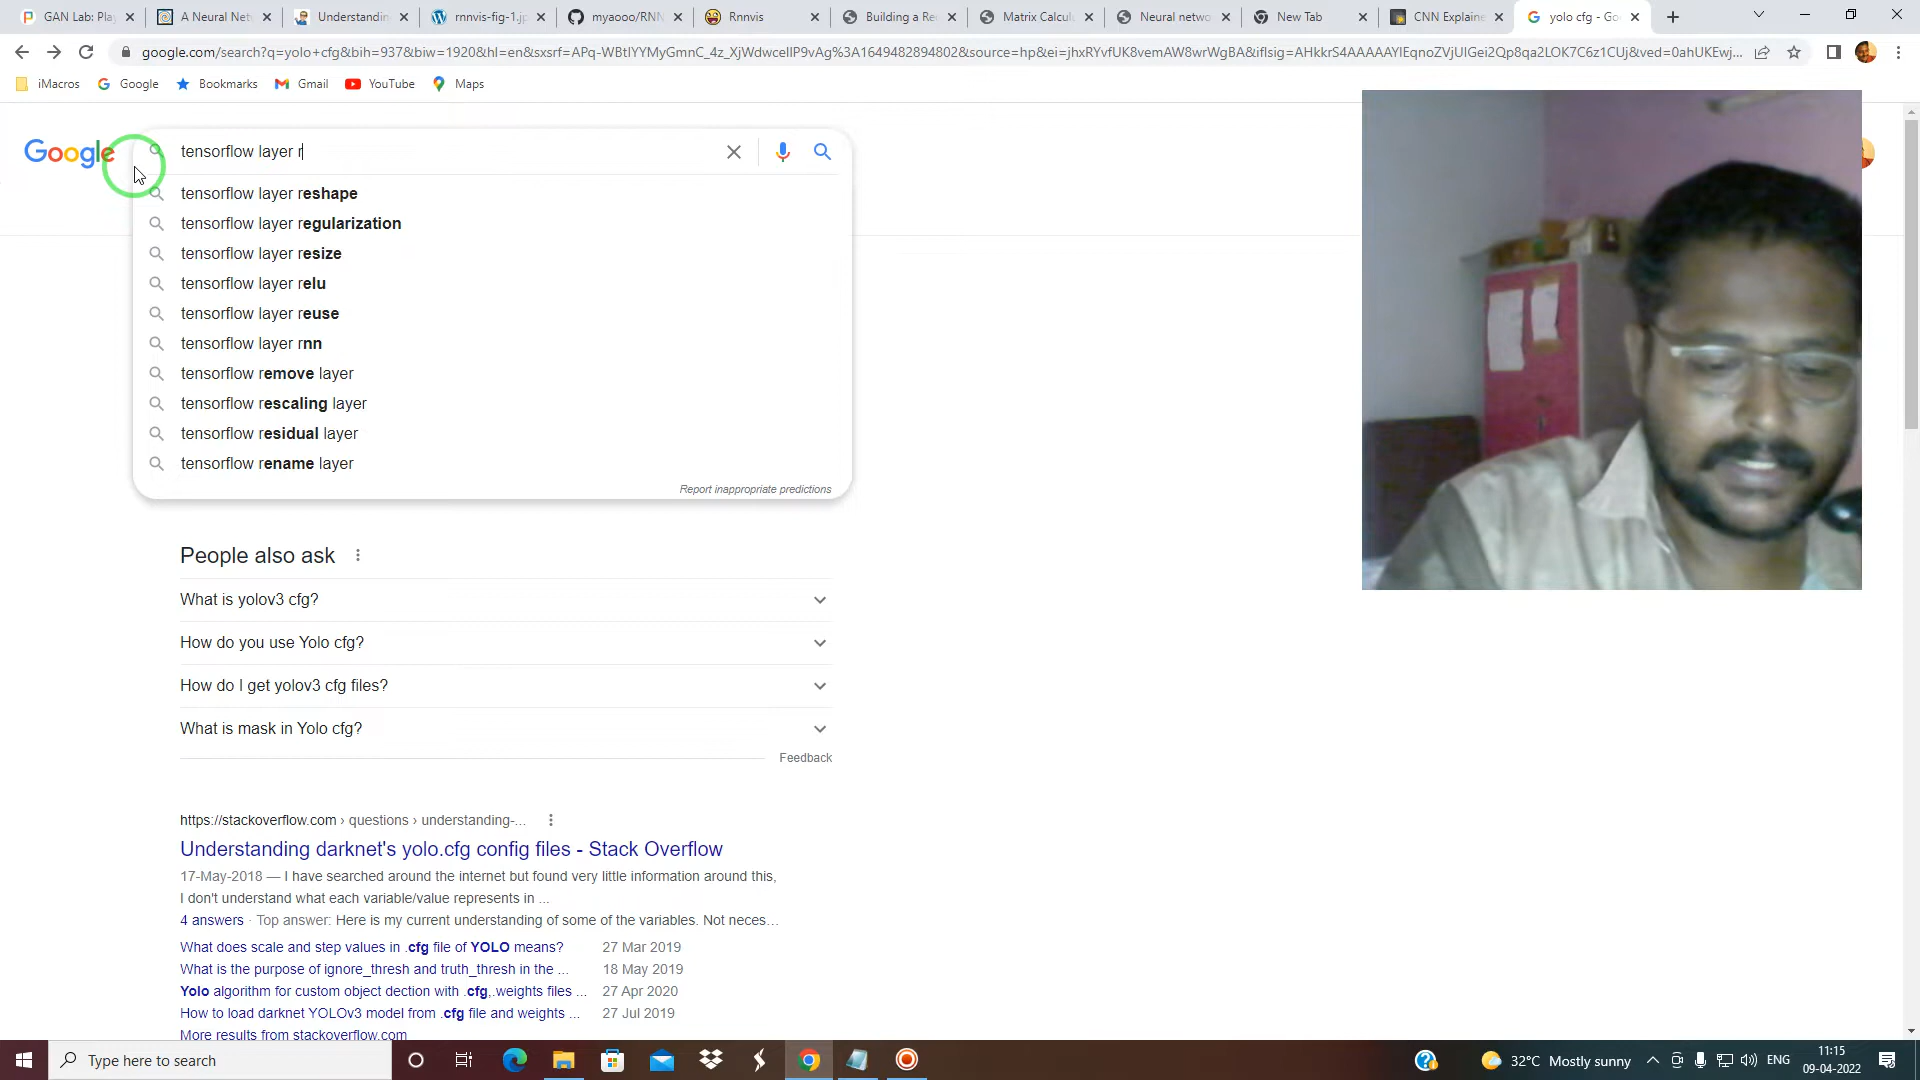 GAN Lab: Play
A Neural Net
Understandin
rnnvis-fig-1.jp
myaooo/RNN
Rnnvis
Building a Re
Matrix Calcul
Neural netwo
New Tab
CNN Explaine
yolo cfg - Go
google.com/search?q=yolo+cfg&bih=937&biw=1920&hl=en&sxsrf=APq-WBtIYYMyGmnC_4z_XjWdwcelIP9vAg%3A1649482894802&source=hp&ei=jhxRYvfUK8vemAW8wrWgBA&iflsig=AHkkrS4AAAAAYlEqnoZVjUlGei2Qp8qa2LOK7C6z1CUj&ved=0ahUKEwj...
iMacros
Google
Bookmarks
Gmail
YouTube
Maps
Google
tensorflow layer r
tensorflow layer reshape
tensorflow layer regularization
tensorflow layer resize
tensorflow layer relu
tensorflow layer reuse
tensorflow layer rnn
tensorflow remove layer
tensorflow rescaling layer
tensorflow residual layer
tensorflow rename layer
Report inappropriate predictions
People also ask
What is yolov3 cfg?
How do you use Yolo cfg?
How do I get yolov3 cfg files?
What is mask in Yolo cfg?
Feedback
https://stackoverflow.com › questions › understanding-...
Understanding darknet's yolo.cfg config files - Stack Overflow
17-May-2018 — I have searched around the internet but found very little information around this,
I don't understand what each variable/value represents in ...
4 answers · Top answer: Here is my current understanding of some of the variables. Not neces...
What does scale and step values in .cfg file of YOLO means? 27 Mar 2019
What is the purpose of ignore_thresh and truth_thresh in the ... 18 May 2019
Yolo algorithm for custom object dection with .cfg,.weights files ... 27 Apr 2020
How to load darknet YOLOv3 model from .cfg file and weights ... 27 Jul 2019
More results from stackoverflow.com
Type here to search
32°C Mostly sunny
ENG
11:15
09-04-2022